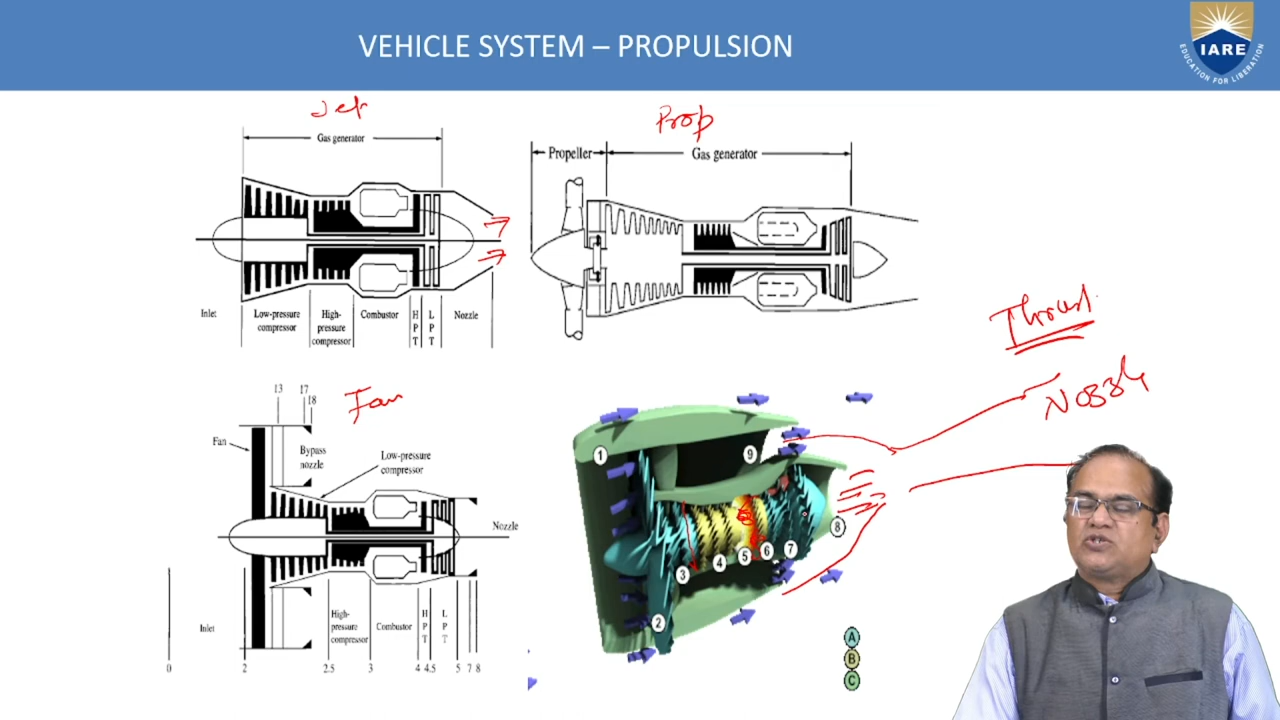 VEHICLE SYSTEM – PROPULSION
IARE
EDUCATION FOR LIBERATION
Jet
Gas generator
Inlet
Low-pressure
compressor
High-
pressure
compressor
Combustor
H
P
T
L
P
T
Nozzle
Prop
Propeller
Gas generator
Thrust
Nozzle
Fan
13
17
18
Fan
Bypass
nozzle
Low-pressure
compressor
Nozzle
Inlet
High-
pressure
compressor
Combustor
H
P
T
L
P
T
0
2
2.5
3
4
4.5
5
7
8
1
2
3
4
5
6
7
8
9
A
B
C